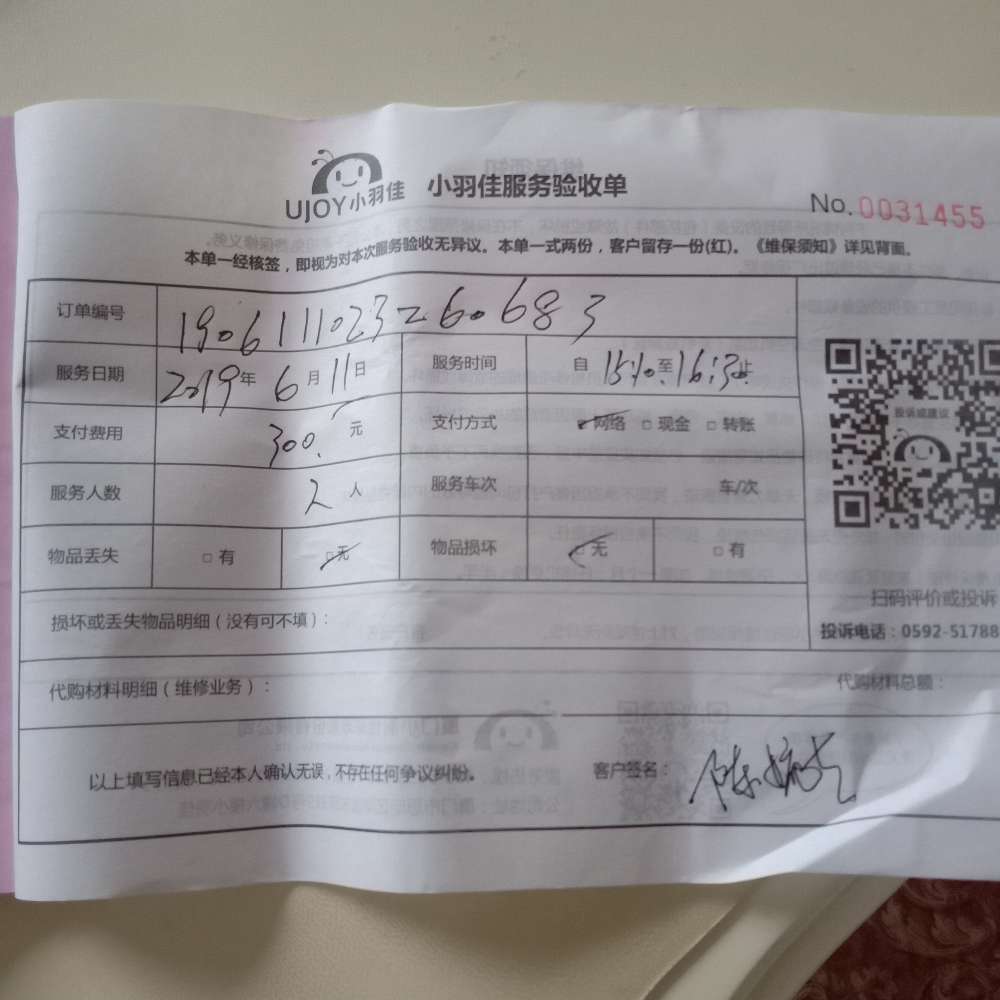 UJOY小羽佳 小羽佳服务验收单
No. 0031455
本单一经核签，即视为对本次服务验收无异议。本单一式两份，客户留存一份(红)。《维保须知》详见背面。
订单编号 190611102326 0683
服务日期 2019年 6月 11日 服务时间 自 15:10 至 16:30 止
支付费用 300. 元 支付方式 ☑网络 □现金 □转账
投诉或建议
服务人数 2 人 服务车次 车/次
物品丢失 □有 ☑无 物品损坏 ☑无 □有
扫码评价或投诉
损坏或丢失物品明细（没有可不填）：
投诉电话：0592-51788
代购材料明细（维修业务）：
代购材料总额：
以上填写信息已经本人确认无误，不存在任何争议纠纷。 客户签名：